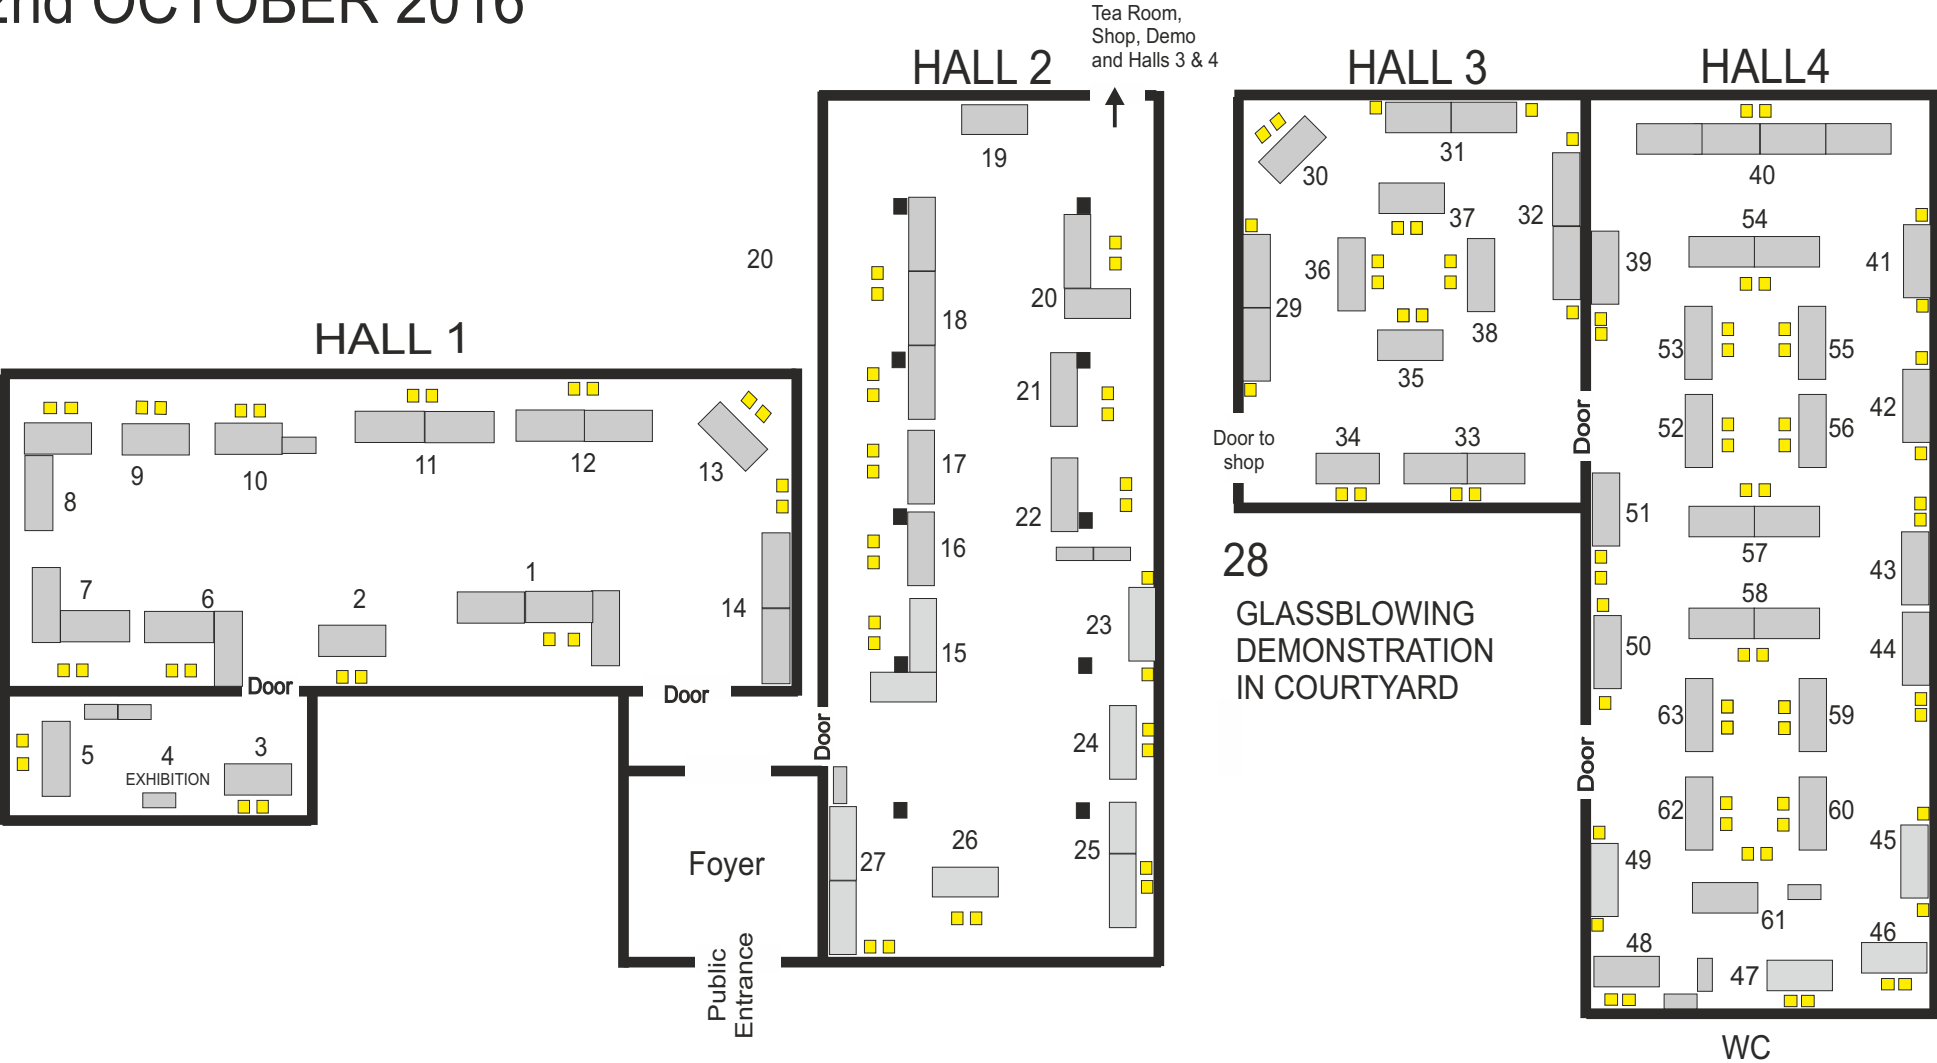 2nd OCTOBER 2016
Tea Room,
Shop, Demo
and Halls 3 & 4
HALL 1
8
9
10
11
12
13
14
7
6
2
1
Door
Door
5
4
EXHIBITION
3
20
Foyer
Public
Entrance
HALL 2
19
18
20
21
17
22
16
15
23
24
Door
27
26
25
HALL 3
30
31
37
32
36
29
38
35
Door to
shop
34
33
Door
28
GLASSBLOWING
DEMONSTRATION
IN COURTYARD
HALL4
40
54
39
41
53
55
42
52
56
51
57
43
58
50
44
63
59
Door
62
60
45
49
61
46
48
47
WC